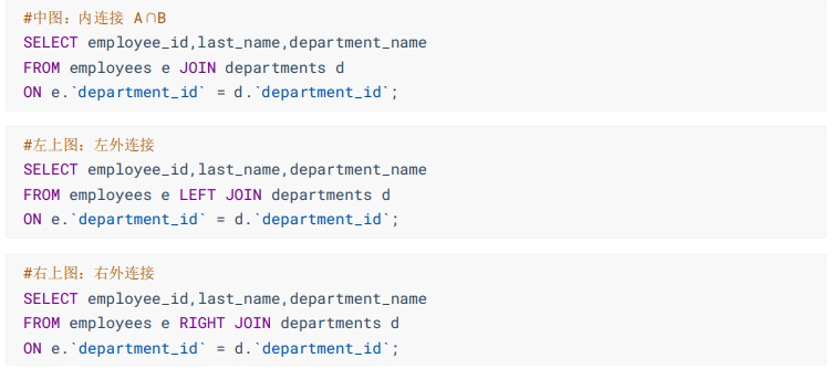 #中图：内连接 A∩B
SELECT employee_id,last_name,department_name
FROM employees e JOIN departments d
ON e.`department_id` = d.`department_id`;
#左上图：左外连接
SELECT employee_id,last_name,department_name
FROM employees e LEFT JOIN departments d
ON e.`department_id` = d.`department_id`;
#右上图：右外连接
SELECT employee_id,last_name,department_name
FROM employees e RIGHT JOIN departments d
ON e.`department_id` = d.`department_id`;